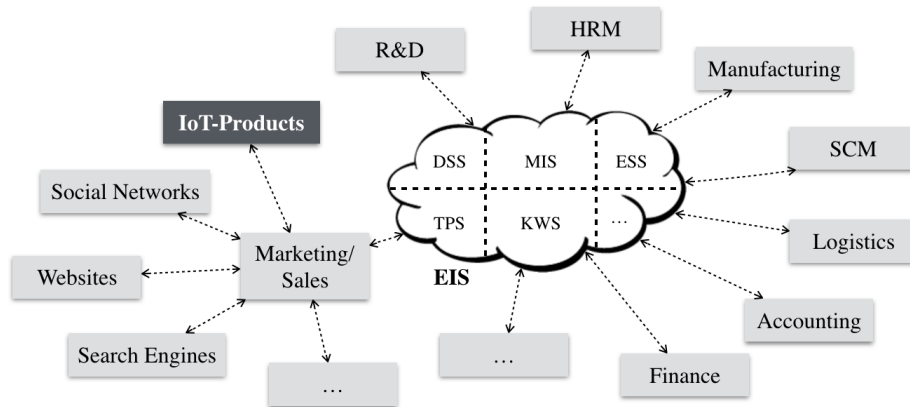 HRM
R&D
Manufacturing
IoT-Products
DSS
MIS
ESS
SCM
Social Networks
TPS
KWS
...
Marketing/
Sales
Logistics
Websites
EIS
Accounting
Search Engines
...
Finance
...